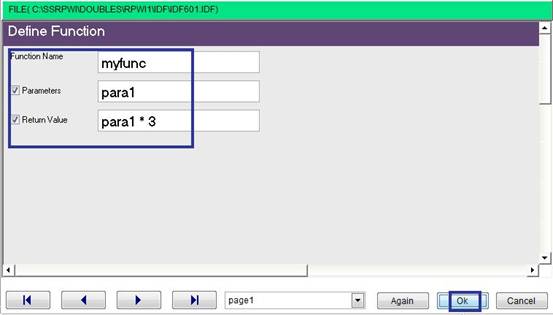 FILE( C:\SSRPWI\DOUBLES\RPWI1\IDF\IDF601.IDF)
Define Function
Function Name myfunc
Parameters para1
Return Value para1 * 3
page1 Again Ok Cancel